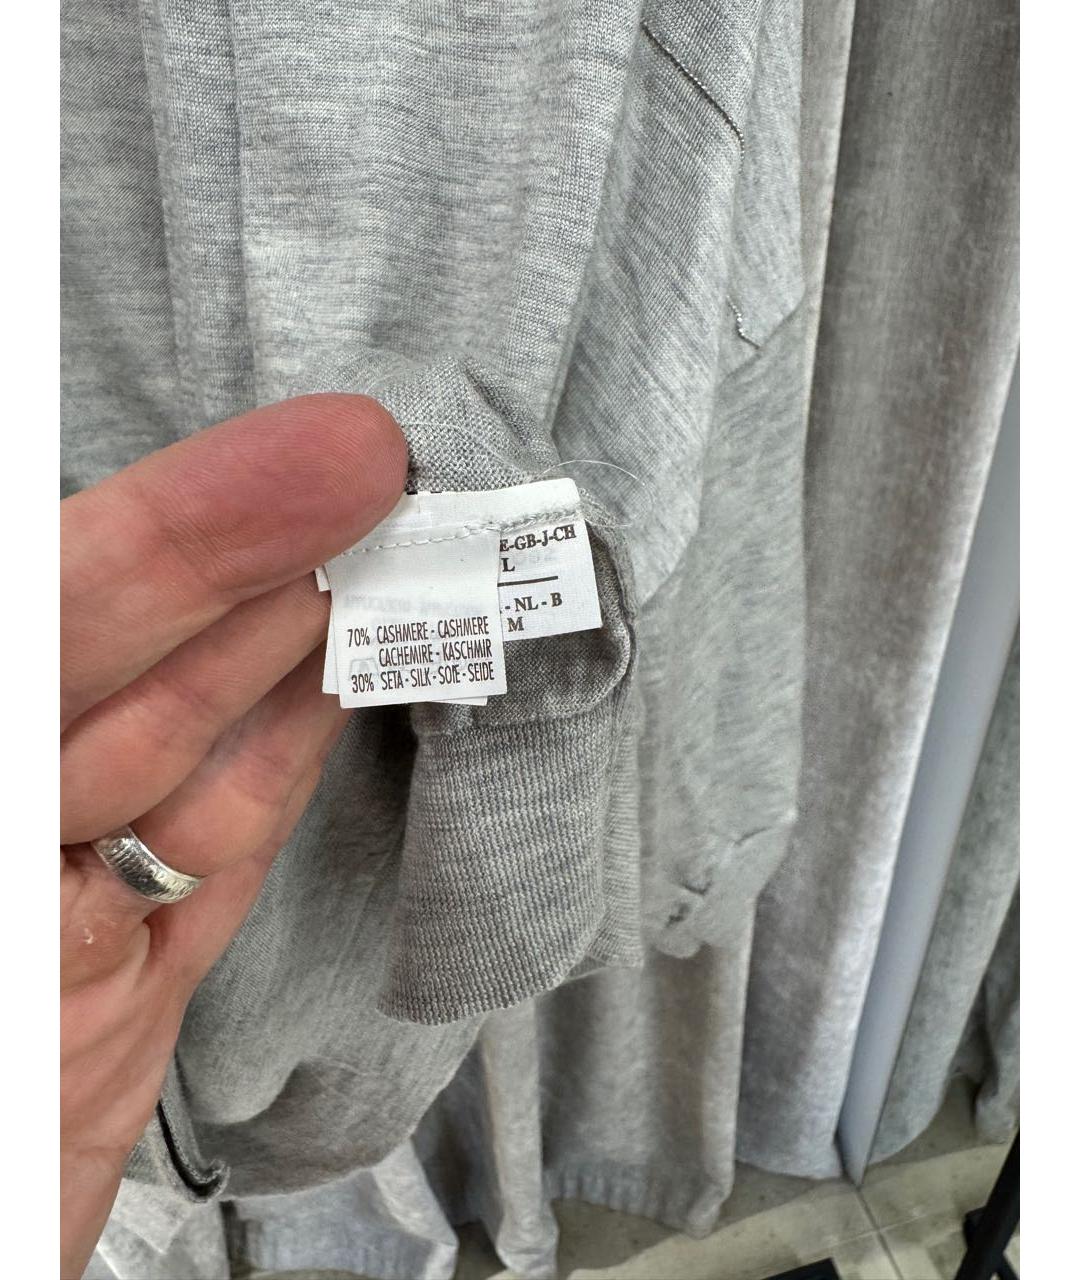 E-GB-J-CH
L
- NL - B
M
70% CASHMERE - CASHMERE
CACHEMIRE - KASCHMIR
30% SETA - SILK - SOIE - SEIDE